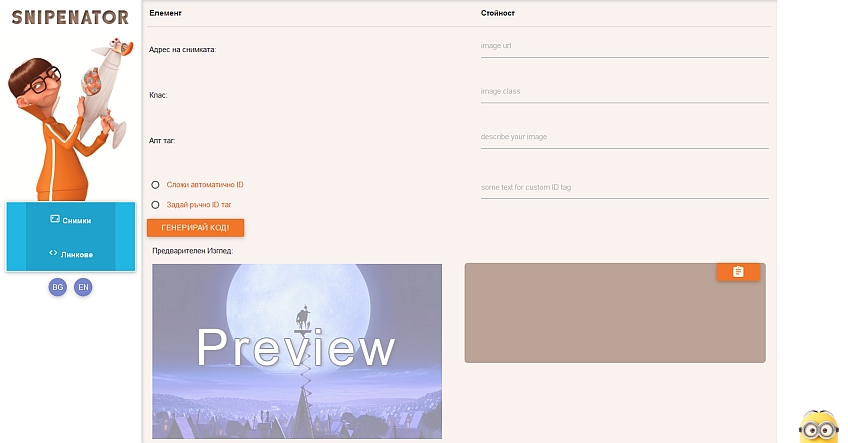 SNIPENATOR
Снимки
Линкове
BG EN
Елемент Стойност
Адрес на снимката: image url
Клас: image class
Алт таг: describe your image
Сложи автоматично ID
Задай ръчно ID таг
some text for custom ID tag
ГЕНЕРИРАЙ КОД!
Предварителен Изглед:
Preview